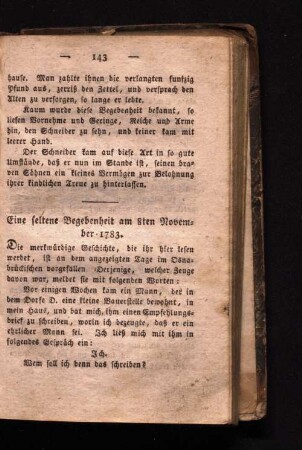 — 143 —
hause. Man zahlte ihnen die verlangten funfzig
Pfund aus, zerriß den Zettel, und versprach den
Alten zu versorgen, so lange er lebte.
Kaum wurde diese Begebenheit bekannt, so
liefen Vornehme und Geringe, Reiche und Arme
hin, den Schneider zu sehn, und keiner kam mit
leerer Hand.
Der Schneider kam auf diese Art in so gute
Umstände, daß er nun im Stande ist, seinen bra-
ven Söhnen ein kleines Vermögen zur Belohnung
ihrer kindlichen Treue zu hinterlassen.
Eine seltene Begebenheit am 8ten Novem-
ber 1783.
Die merkwürdige Geschichte, die ihr hier lesen
werdet, ist an dem angezeigten Tage im Osna-
brückischen vorgefallen. Derjenige, welcher Zeuge
davon war, meldet sie mit folgenden Worten:
Vor einigen Wochen kam ein Mann, der in
dem Dorfe O. eine kleine Bauerstelle bewohnt, in
mein Haus, und bat mich, ihm einen Empfehlungs-
brief zu schreiben, worin ich bezeugte, daß er ein
ehrlicher Mann sei. Ich ließ mich mit ihm in
folgendes Gespräch ein:
Ich.
Wem soll ich denn das schreiben?